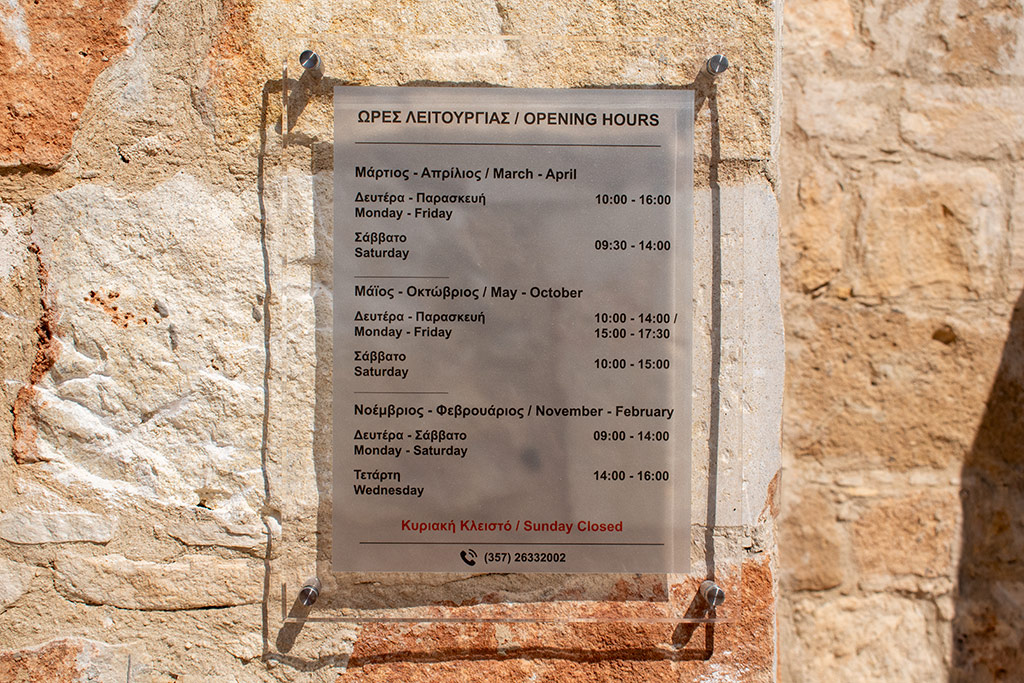 ΩΡΕΣ ΛΕΙΤΟΥΡΓΙΑΣ / OPENING HOURS
Μάρτιος - Απρίλιος / March - April
Δευτέρα - Παρασκευή 10:00 - 16:00
Monday - Friday
Σάββατο 09:30 - 14:00
Saturday
Μάϊος - Οκτώβριος / May - October
Δευτέρα - Παρασκευή 10:00 - 14:00 /
Monday - Friday 15:00 - 17:30
Σάββατο 10:00 - 15:00
Saturday
Νοέμβριος - Φεβρουάριος / November - February
Δευτέρα - Σάββατο 09:00 - 14:00
Monday - Saturday
Τετάρτη 14:00 - 16:00
Wednesday
Κυριακή Κλειστό / Sunday Closed
(357) 26332002